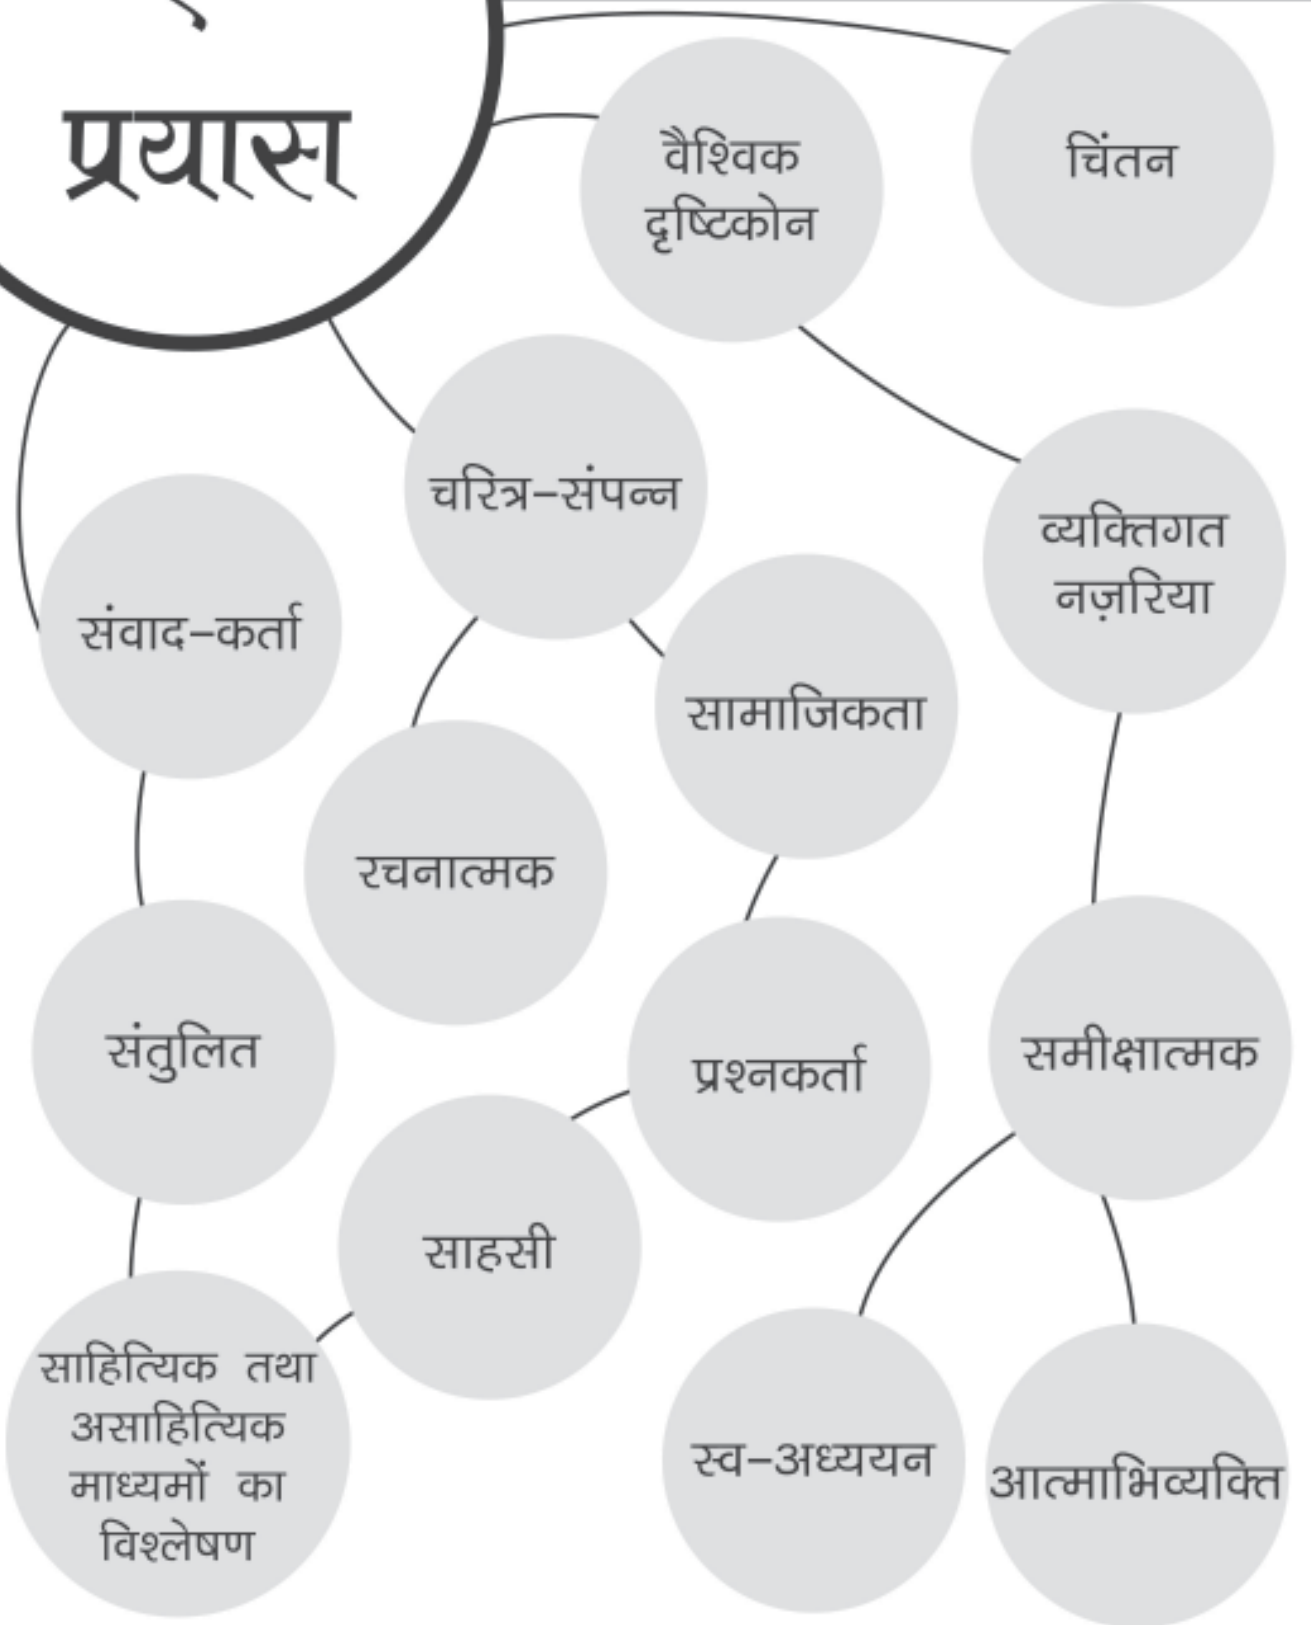 प्रयास
वैश्विक
दृष्टिकोन
चिंतन
चरित्र–संपन्न
व्यक्तिगत
नज़रिया
संवाद–कर्ता
सामाजिकता
रचनात्मक
संतुलित
प्रश्नकर्ता
समीक्षात्मक
साहसी
साहित्यिक तथा
असाहित्यिक
माध्यमों का
विश्लेषण
स्व–अध्ययन
आत्माभिव्यक्ति